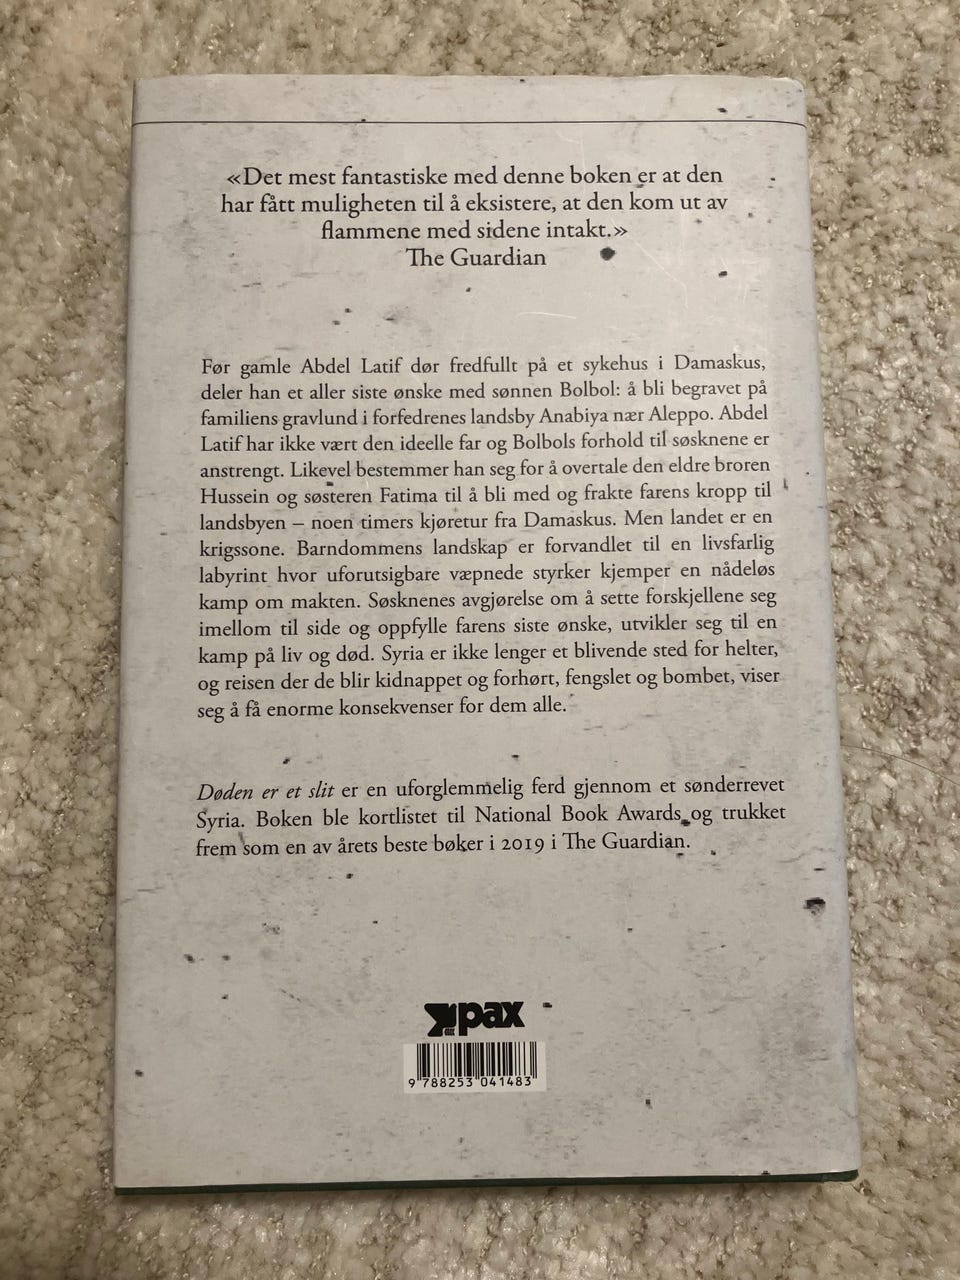 «Det mest fantastiske med denne boken er at den
har fått muligheten til å eksistere, at den kom ut av
flammene med sidene intakt.»
The Guardian
Før gamle Abdel Latif dør fredfullt på et sykehus i Damaskus,
deler han et aller siste ønske med sønnen Bolbol: å bli begravet på
familiens gravlund i forfedrenes landsby Anabiya nær Aleppo. Abdel
Latif har ikke vært den ideelle far og Bolbols forhold til søsknene er
anstrengt. Likevel bestemmer han seg for å overtale den eldre broren
Hussein og søsteren Fatima til å bli med og frakte farens kropp til
landsbyen – noen timers kjøretur fra Damaskus. Men landet er en
krigssone. Barndommens landskap er forvandlet til en livsfarlig
labyrint hvor uforutsigbare væpnede styrker kjemper en nådeløs
kamp om makten. Søsknenes avgjørelse om å sette forskjellene seg
imellom til side og oppfylle farens siste ønske, utvikler seg til en
kamp på liv og død. Syria er ikke lenger et blivende sted for helter,
og reisen der de blir kidnappet og forhørt, fengslet og bombet, viser
seg å få enorme konsekvenser for dem alle.
Døden er et slit er en uforglemmelig ferd gjennom et sønderrevet
Syria. Boken ble kortlistet til National Book Awards og trukket
frem som en av årets beste bøker i 2019 i The Guardian.
pax
9 788253 041483